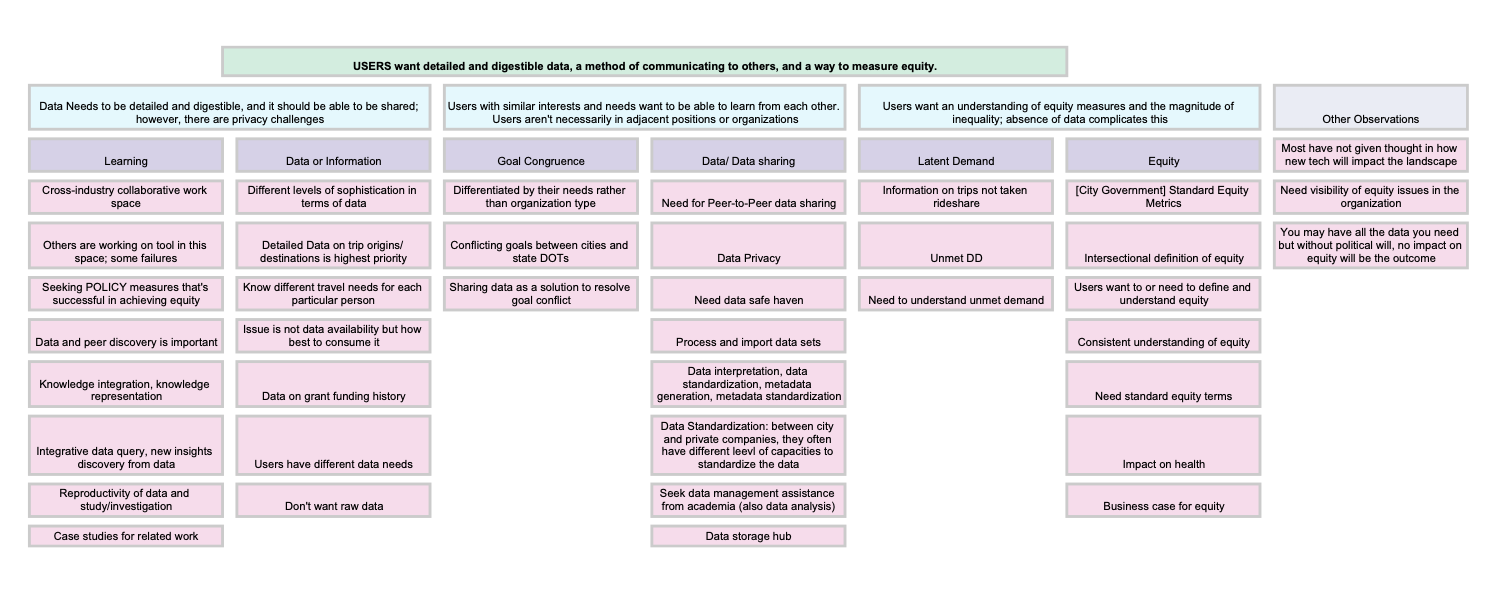 USERS want detailed and digestible data, a method of communicating to others, and a way to measure equity.
Data Needs to be detailed and digestible, and it should be able to be shared;
however, there are privacy challenges
Users with similar interests and needs want to be able to learn from each other.
Users aren't necessarily in adjacent positions or organizations
Users want an understanding of equity measures and the magnitude of
inequality; absence of data complicates this
Other Observations
Learning
Cross-industry collaborative work
space
Others are working on tool in this
space; some failures
Seeking POLICY measures that's
successful in achieving equity
Data and peer discovery is important
Knowledge integration, knowledge
representation
Integrative data query, new insights
discovery from data
Reproductivity of data and
study/investigation
Case studies for related work
Data or Information
Different levels of sophistication in
terms of data
Detailed Data on trip origins/
destinations is highest priority
Know different travel needs for each
particular person
Issue is not data availability but how
best to consume it
Data on grant funding history
Users have different data needs
Don't want raw data
Goal Congruence
Differentiated by their needs rather
than organization type
Conflicting goals between cities and
state DOTs
Sharing data as a solution to resolve
goal conflict
Data/ Data sharing
Need for Peer-to-Peer data sharing
Data Privacy
Need data safe haven
Process and import data sets
Data interpretation, data
standardization, metadata
generation, metadata standardization
Data Standardization: between city
and private companies, they often
have different leevl of capacities to
standardize the data
Seek data management assistance
from academia (also data analysis)
Data storage hub
Latent Demand
Information on trips not taken
rideshare
Unmet DD
Need to understand unmet demand
Equity
[City Government] Standard Equity
Metrics
Intersectional definition of equity
Users want to or need to define and
understand equity
Consistent understanding of equity
Need standard equity terms
Impact on health
Business case for equity
Most have not given thought in how
new tech will impact the landscape
Need visibility of equity issues in the
organization
You may have all the data you need
but without political will, no impact on
equity will be the outcome